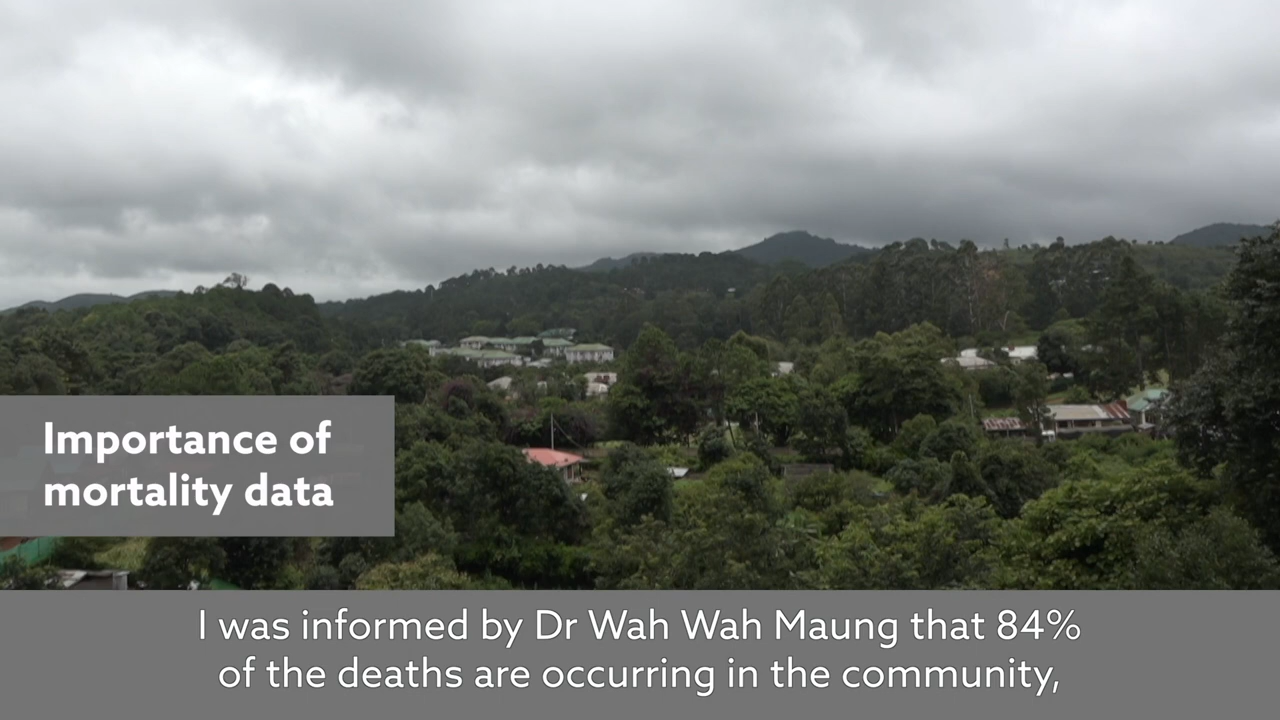 Importance of
mortality data
I was informed by Dr Wah Wah Maung that 84%
of the deaths are occurring in the community,